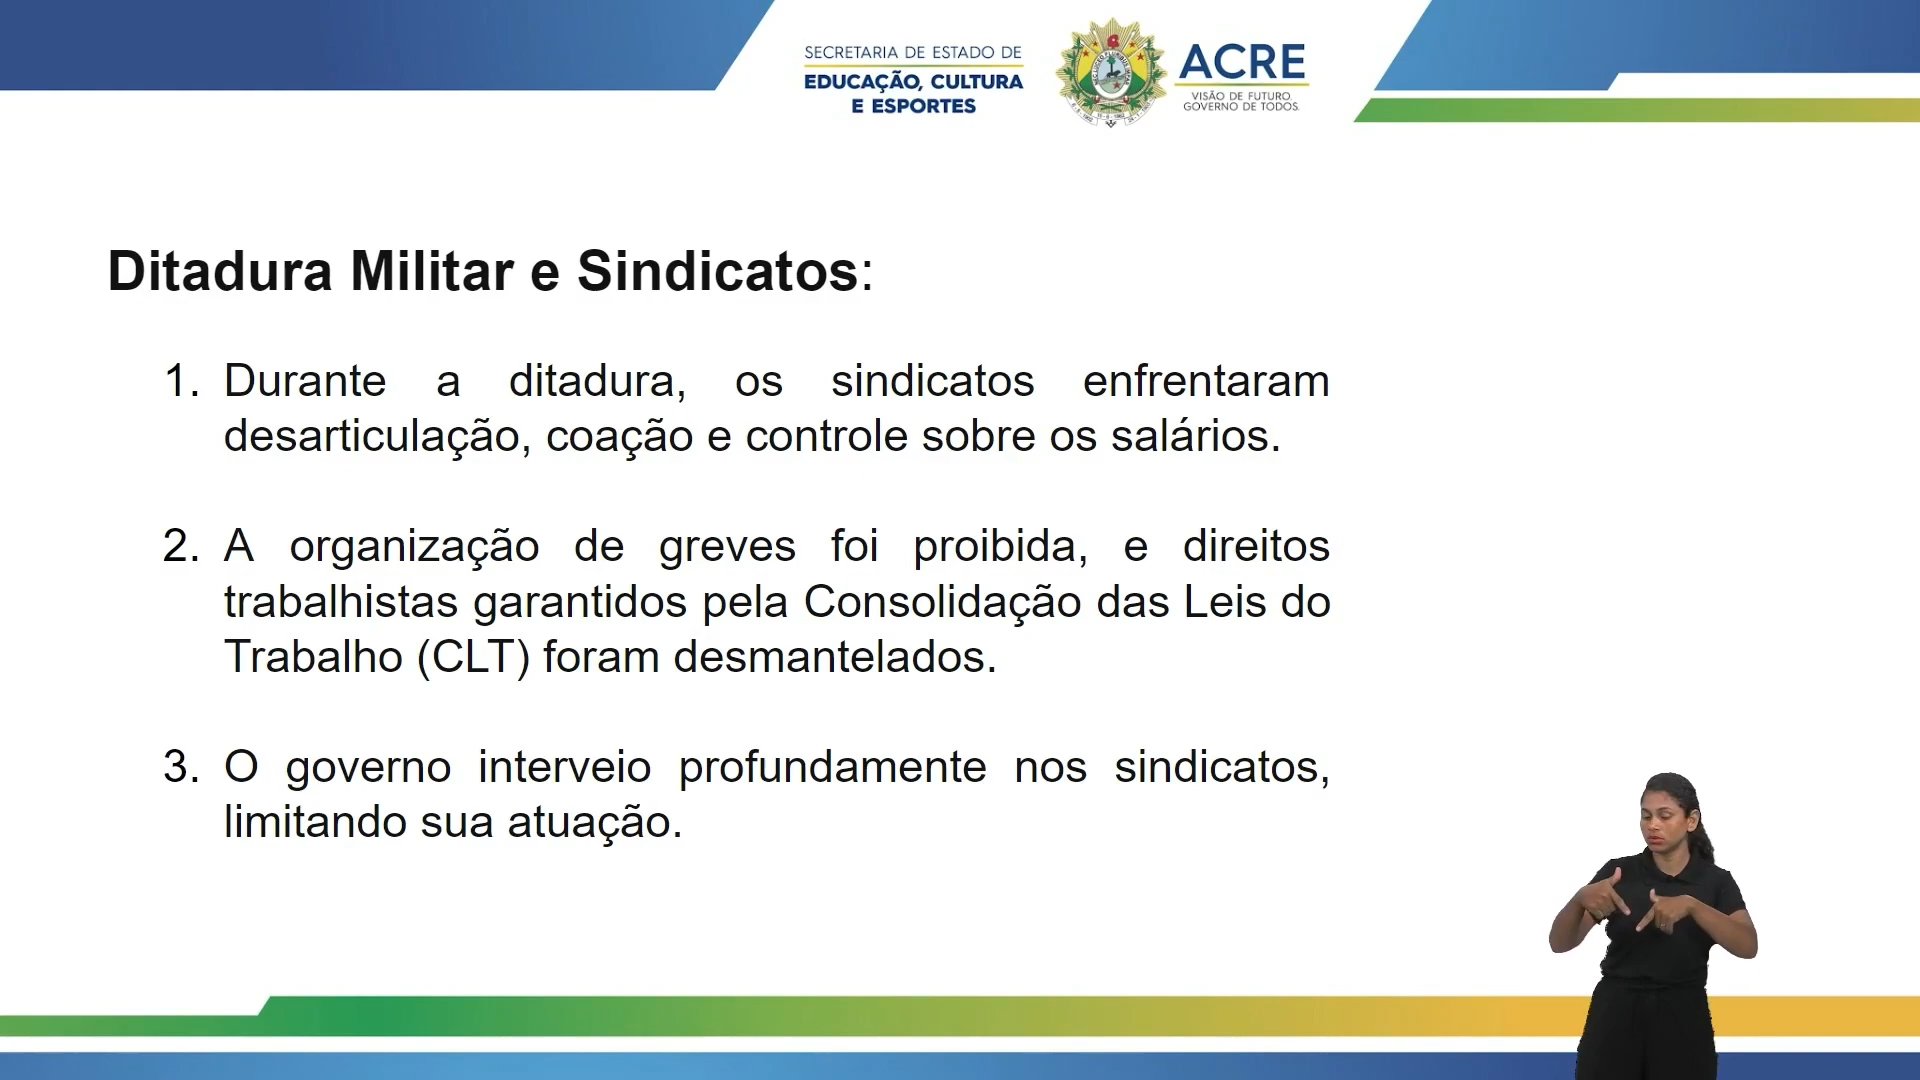 SECRETARIA DE ESTADO DE
EDUCAÇÃO, CULTURA
E ESPORTES
ACRE
VISÃO DE FUTURO.
GOVERNO DE TODOS.
Ditadura Militar e Sindicatos:
1. Durante a ditadura, os sindicatos enfrentaram
desarticulação, coação e controle sobre os salários.
2. A organização de greves foi proibida, e direitos
trabalhistas garantidos pela Consolidação das Leis do
Trabalho (CLT) foram desmantelados.
3. O governo interveio profundamente nos sindicatos,
limitando sua atuação.